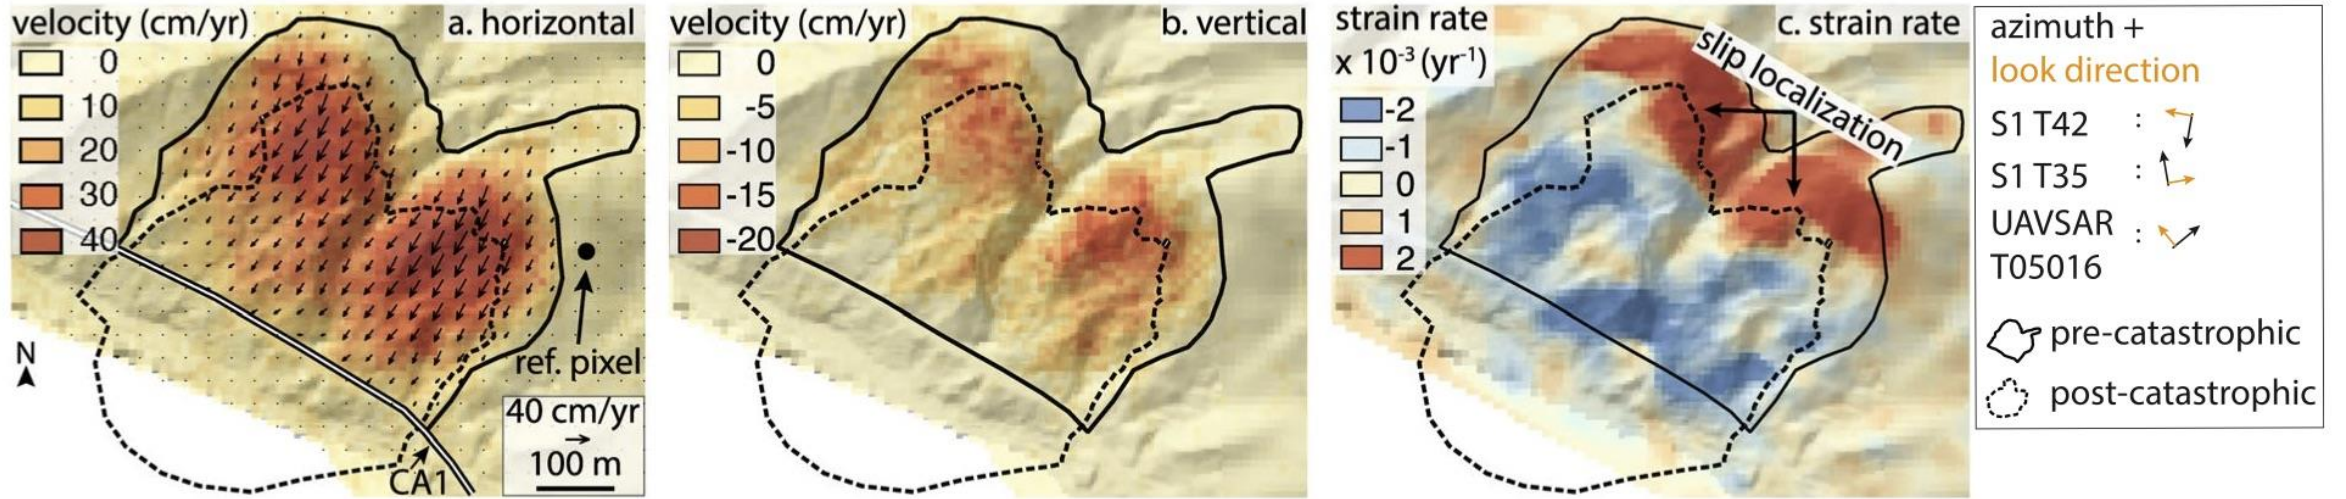 velocity (cm/yr)
a. horizontal
0
10
20
30
40
N
ref. pixel
40 cm/yr
100 m
CA1
velocity (cm/yr)
b. vertical
0
-5
-10
-15
-20
strain rate
x 10⁻³ (yr⁻¹)
c. strain rate
slip localization
-2
-1
0
1
2
azimuth +
look direction
S1 T42 :
S1 T35 :
UAVSAR :
T05016
pre-catastrophic
post-catastrophic